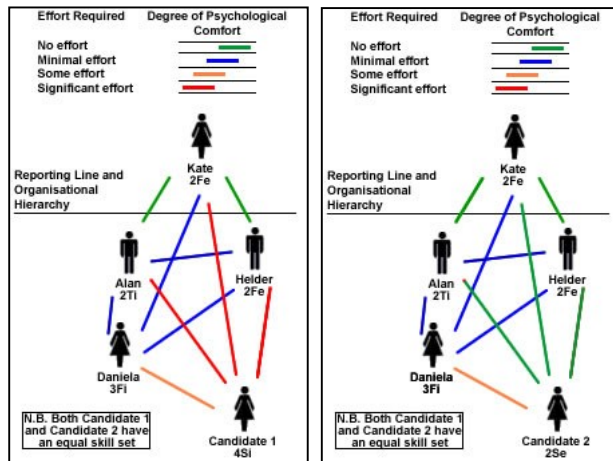 Effort Required
Degree of Psychological
Comfort
No effort
Minimal effort
Some effort
Significant effort
Kate
2Fe
Reporting Line and
Organisational
Hierarchy
Alan
2Ti
Helder
2Fe
Daniela
3Fi
N.B. Both Candidate 1
and Candidate 2 have
an equal skill set
Candidate 1
4Si
Effort Required
Degree of Psychological
Comfort
No effort
Minimal effort
Some effort
Significant effort
Kate
2Fe
Reporting Line and
Organisational
Hierarchy
Alan
2Ti
Helder
2Fe
Daniela
3Fi
N.B. Both Candidate 1
and Candidate 2 have
an equal skill set
Candidate 2
2Se